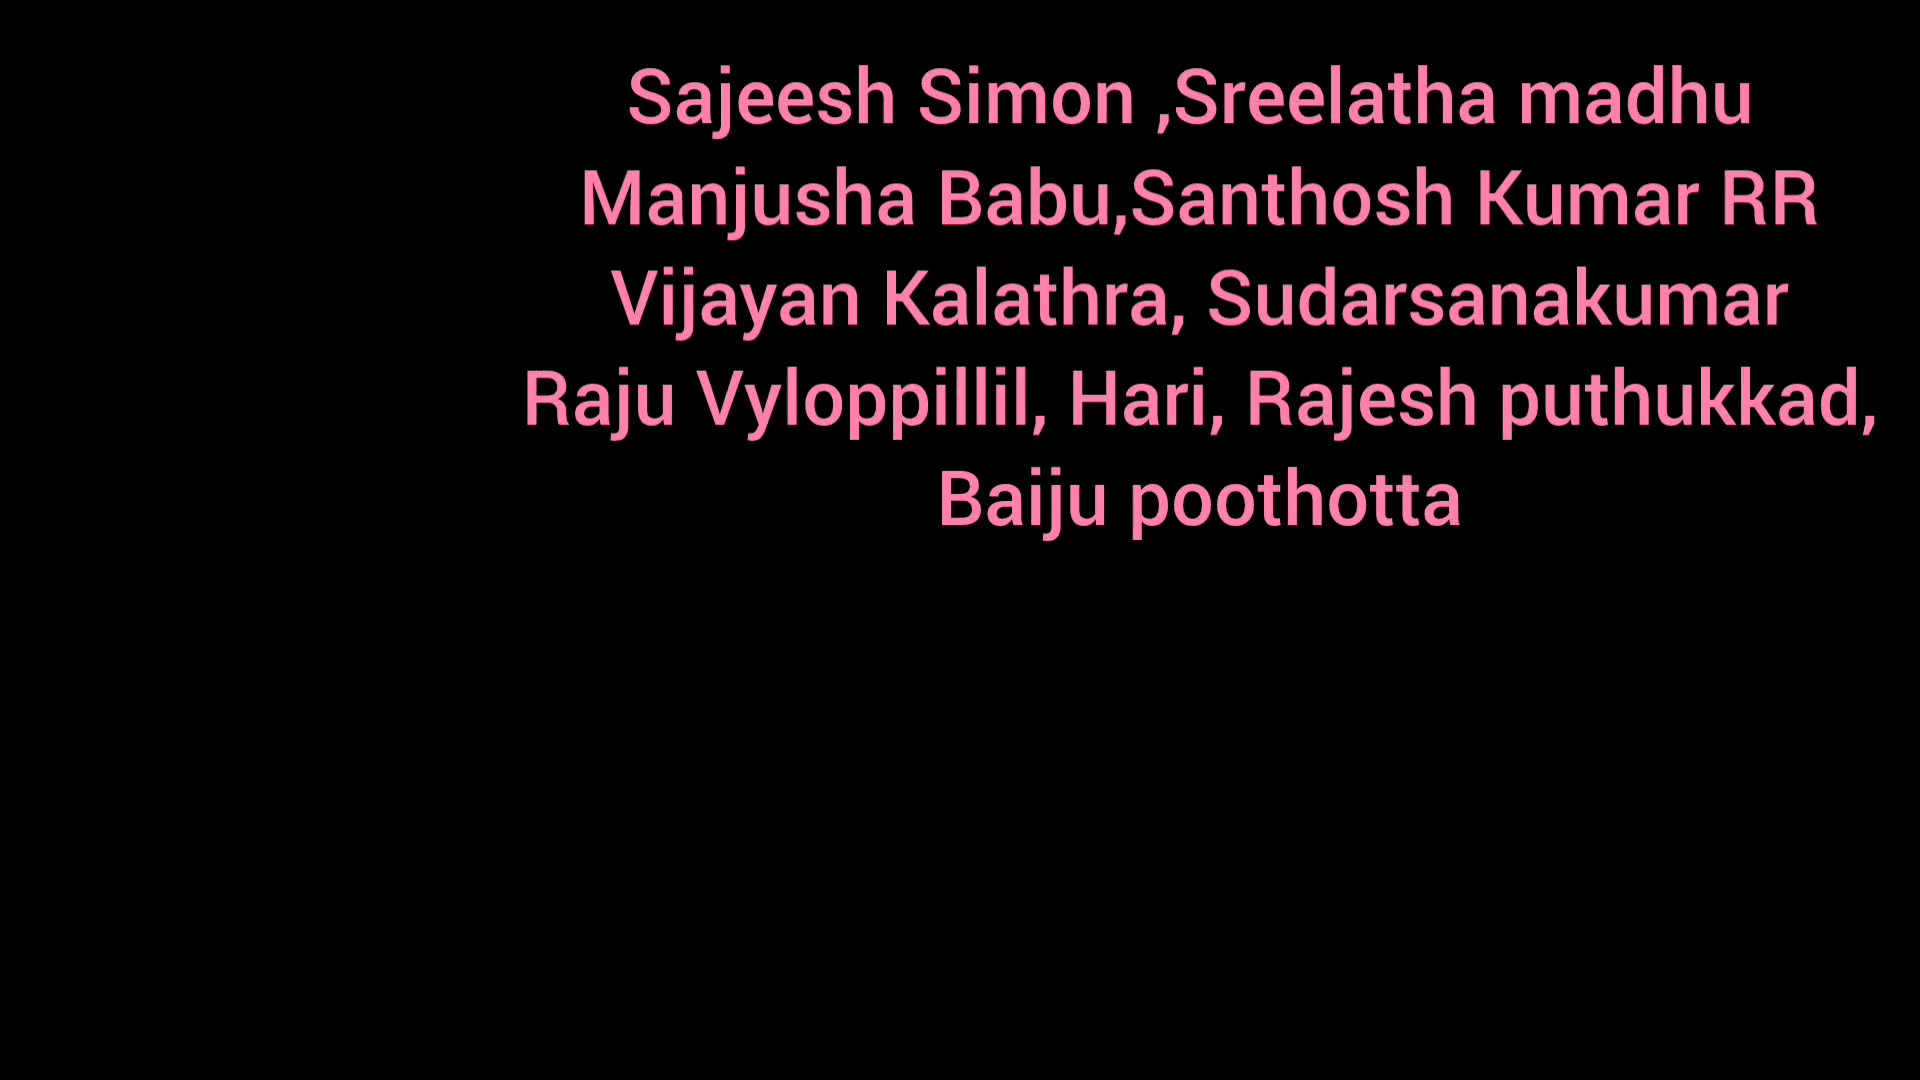 Sajeesh Simon ,Sreelatha madhu
Manjusha Babu,Santhosh Kumar RR
Vijayan Kalathra, Sudarsanakumar
Raju Vyloppillil, Hari, Rajesh puthukkad,
Baiju poothotta